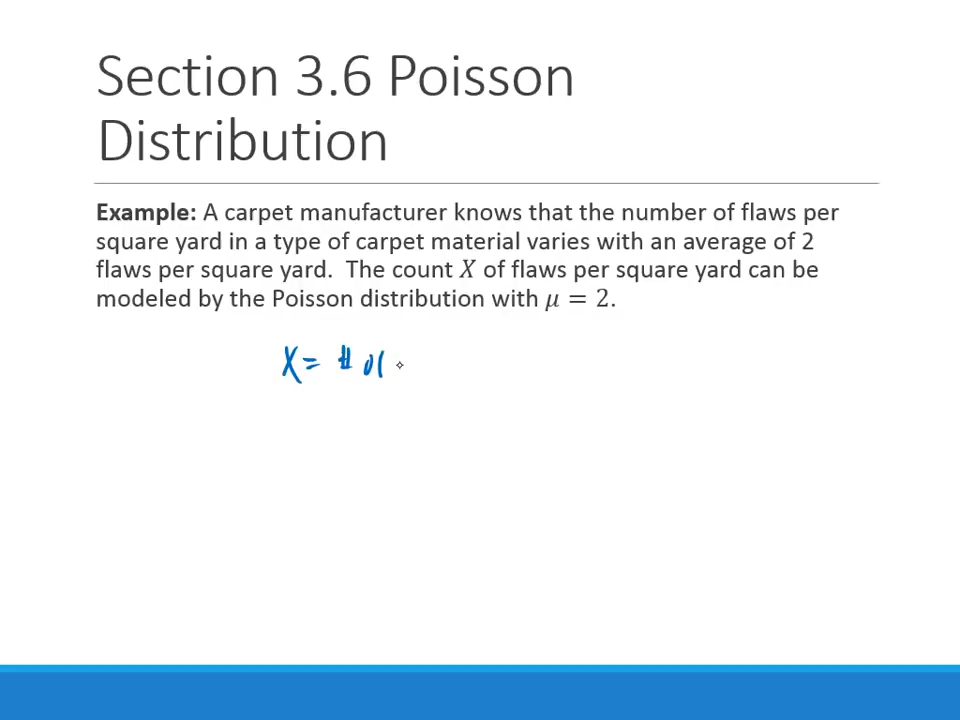 Section 3.6 Poisson
Distribution
Example: A carpet manufacturer knows that the number of flaws per
square yard in a type of carpet material varies with an average of 2
flaws per square yard. The count X of flaws per square yard can be
modeled by the Poisson distribution with μ = 2.
X = #